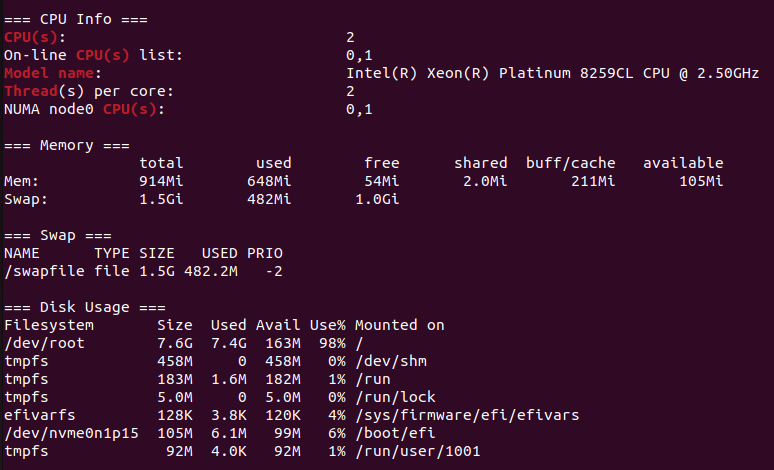 === CPU Info ===
CPU(s):                               2
On-line CPU(s) list:                  0,1
Model name:                           Intel(R) Xeon(R) Platinum 8259CL CPU @ 2.50GHz
Thread(s) per core:                   2
NUMA node0 CPU(s):                    0,1

=== Memory ===
               total        used        free      shared  buff/cache   available
Mem:           914Mi       648Mi        54Mi       2.0Mi       211Mi       105Mi
Swap:          1.5Gi       482Mi       1.0Gi

=== Swap ===
NAME      TYPE SIZE   USED PRIO
/swapfile file 1.5G 482.2M   -2

=== Disk Usage ===
Filesystem       Size  Used Avail Use% Mounted on
/dev/root        7.6G  7.4G  163M  98% /
tmpfs            458M     0  458M   0% /dev/shm
tmpfs            183M  1.6M  182M   1% /run
tmpfs            5.0M     0  5.0M   0% /run/lock
efivarfs         128K  3.8K  120K   4% /sys/firmware/efi/efivars
/dev/nvme0n1p15  105M  6.1M   99M   6% /boot/efi
tmpfs             92M  4.0K   92M   1% /run/user/1001